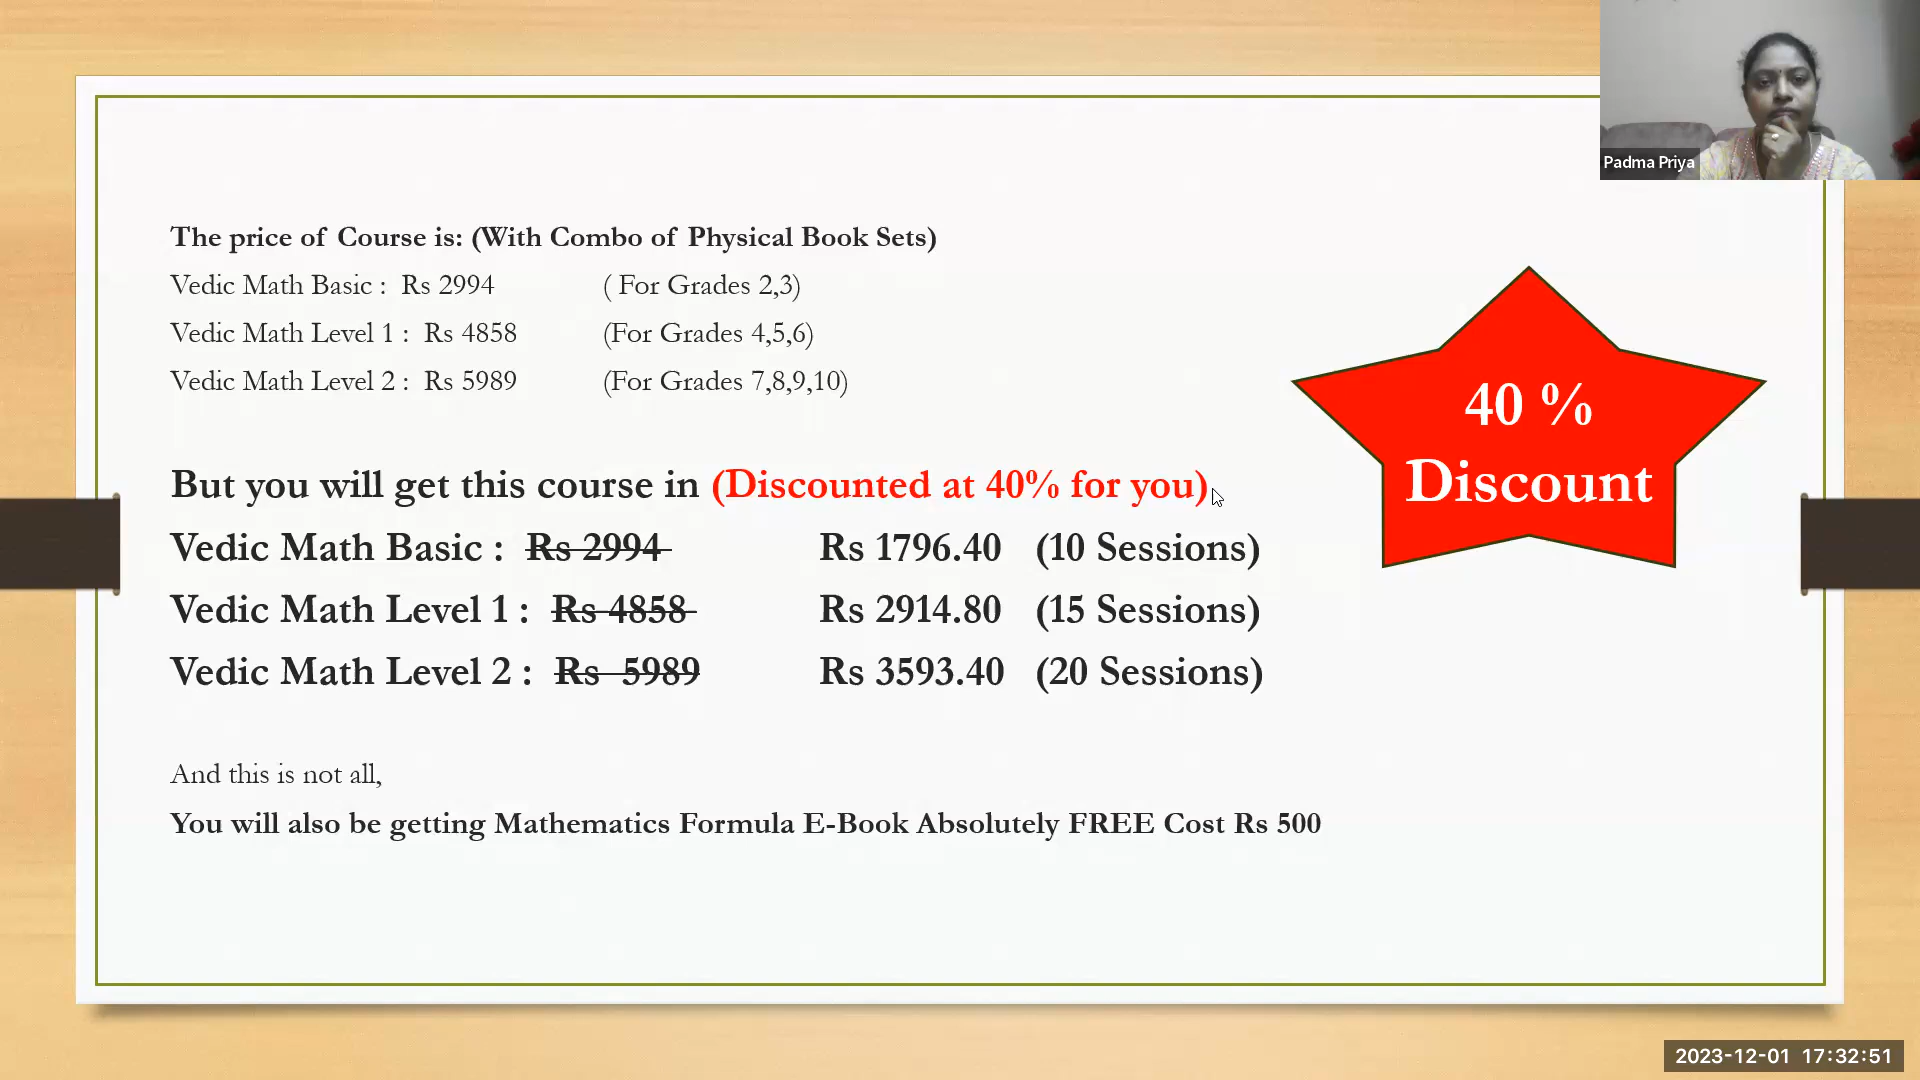 Padma Priya
The price of Course is: (With Combo of Physical Book Sets)
Vedic Math Basic : Rs 2994 ( For Grades 2,3)
Vedic Math Level 1 : Rs 4858 (For Grades 4,5,6)
Vedic Math Level 2 : Rs 5989 (For Grades 7,8,9,10)
40 %
Discount
But you will get this course in (Discounted at 40% for you)
Vedic Math Basic : Rs 2994 Rs 1796.40 (10 Sessions)
Vedic Math Level 1 : Rs 4858 Rs 2914.80 (15 Sessions)
Vedic Math Level 2 : Rs 5989 Rs 3593.40 (20 Sessions)
And this is not all,
You will also be getting Mathematics Formula E-Book Absolutely FREE Cost Rs 500
2023-12-01 17:32:51